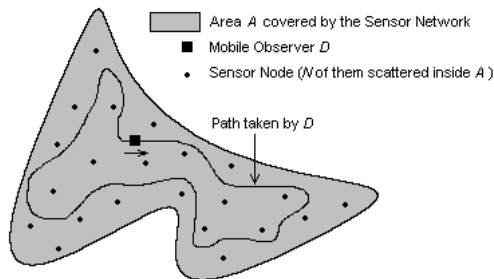 Area A covered by the Sensor Network
Mobile Observer D
Sensor Node (N of them scattered inside A )
Path taken by D